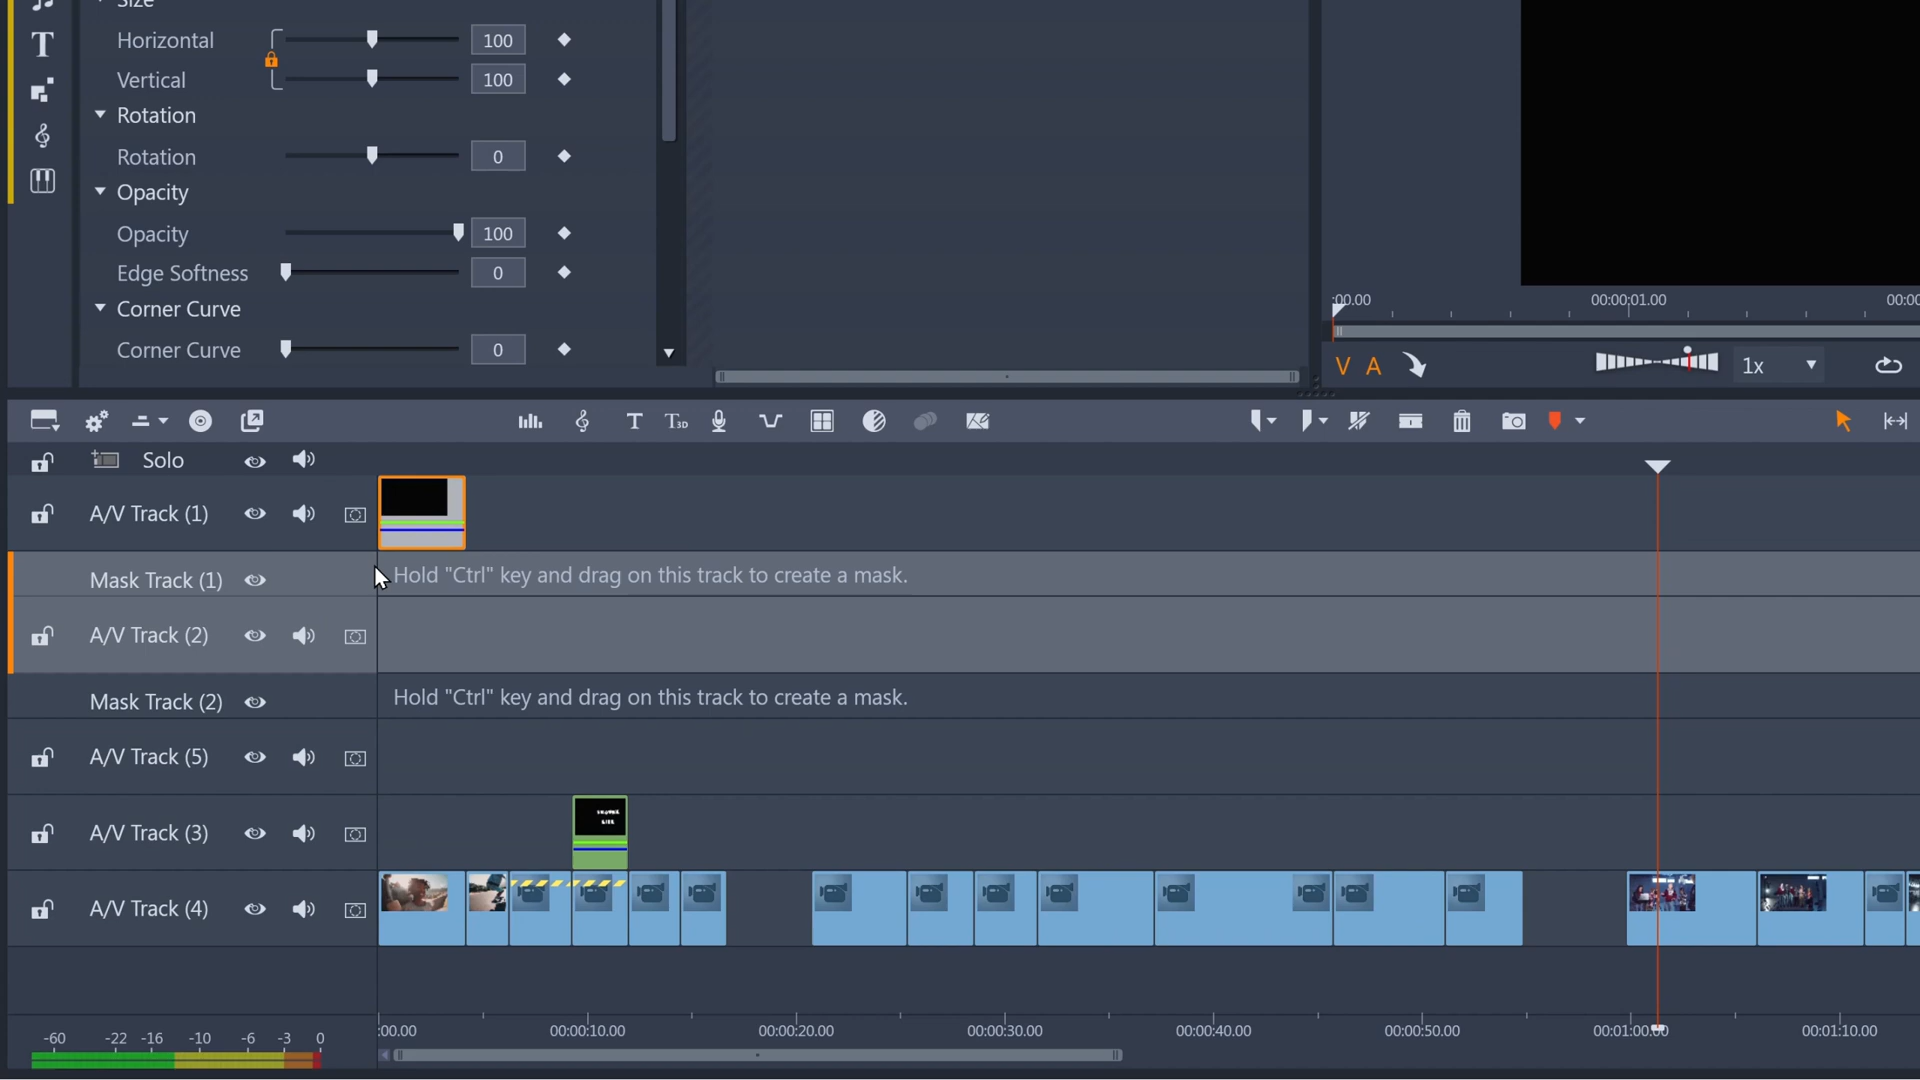 Size
Horizontal 100
Vertical 100
Rotation
Rotation 0
Opacity
Opacity 100
Edge Softness 0
Corner Curve
Corner Curve 0
:00.00 00:00:01.00 00:00
V A 1x
T T3D
Solo
A/V Track (1)
Mask Track (1) Hold "Ctrl" key and drag on this track to create a mask.
A/V Track (2)
Mask Track (2) Hold "Ctrl" key and drag on this track to create a mask.
A/V Track (5)
A/V Track (3)
A/V Track (4)
:00.00 00:00:10.00 00:00:20.00 00:00:30.00 00:00:40.00 00:00:50.00 00:01:00.00 00:01:10.00
-60 -22 -16 -10 -6 -3 0